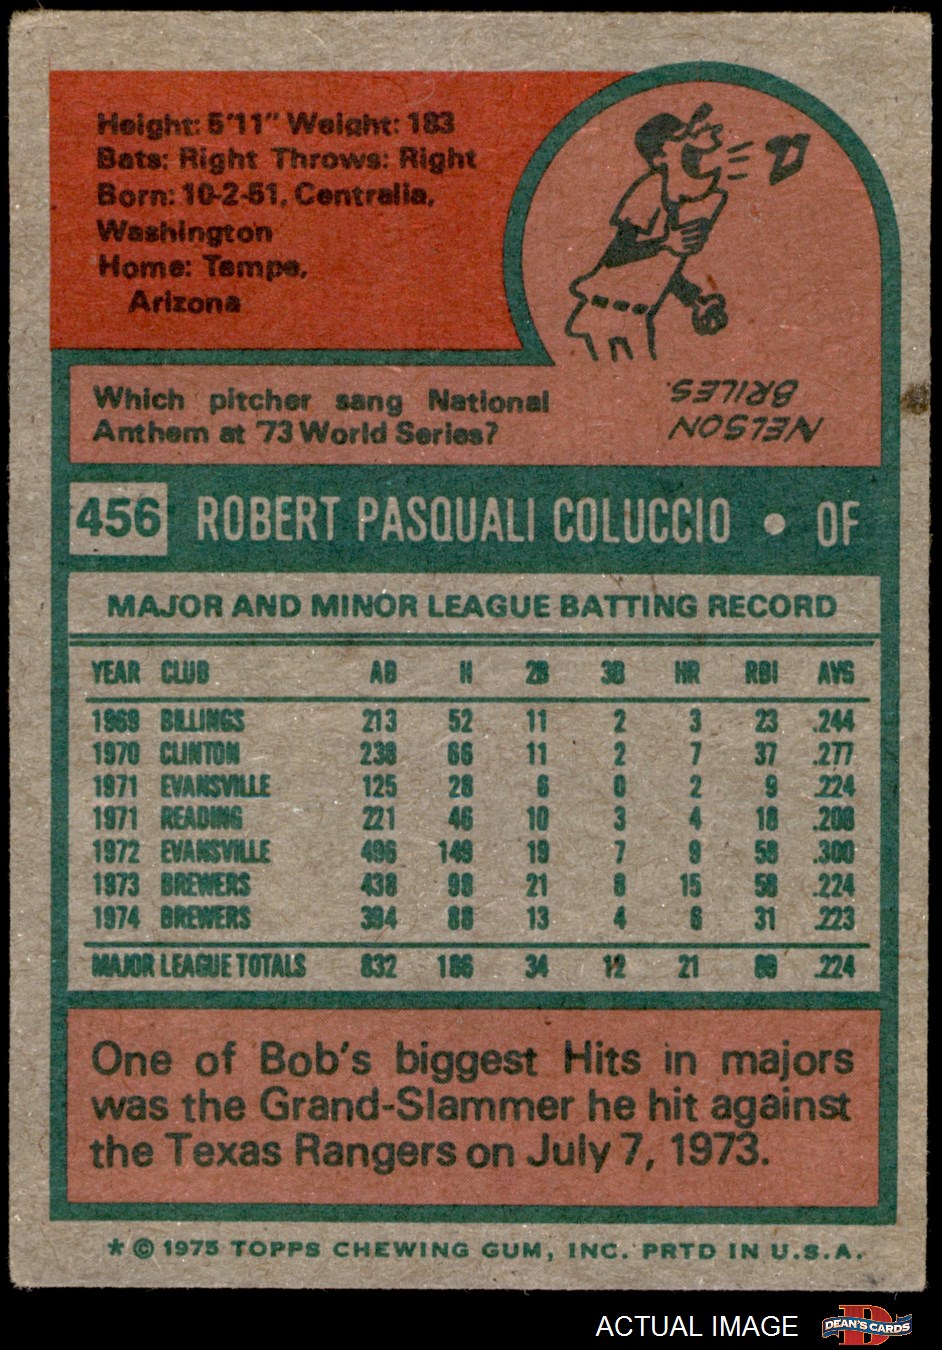 Height: 5'11" Weight: 183
Bats: Right Throws: Right
Born: 10-2-51, Centralia,
Washington
Home: Tempe,
Arizona
Which pitcher sang National
Anthem at '73 World Series?
NELSON
BRILES.
456 ROBERT PASQUALI COLUCCIO • OF
MAJOR AND MINOR LEAGUE BATTING RECORD
YEAR CLUB AB H 2B 3B HR RBI AVG
1969 BILLINGS 213 52 11 2 3 23 .244
1970 CLINTON 238 66 11 2 7 37 .277
1971 EVANSVILLE 125 28 6 0 2 9 .224
1971 READING 221 46 10 3 4 18 .208
1972 EVANSVILLE 496 149 19 7 9 58 .300
1973 BREWERS 438 98 21 8 15 58 .224
1974 BREWERS 394 88 13 4 6 31 .223
MAJOR LEAGUE TOTALS 832 186 34 12 21 89 .224
One of Bob's biggest Hits in majors
was the Grand-Slammer he hit against
the Texas Rangers on July 7, 1973.
* © 1975 TOPPS CHEWING GUM, INC. PRTD IN U.S.A.
ACTUAL IMAGE
D
DEAN'S CARDS